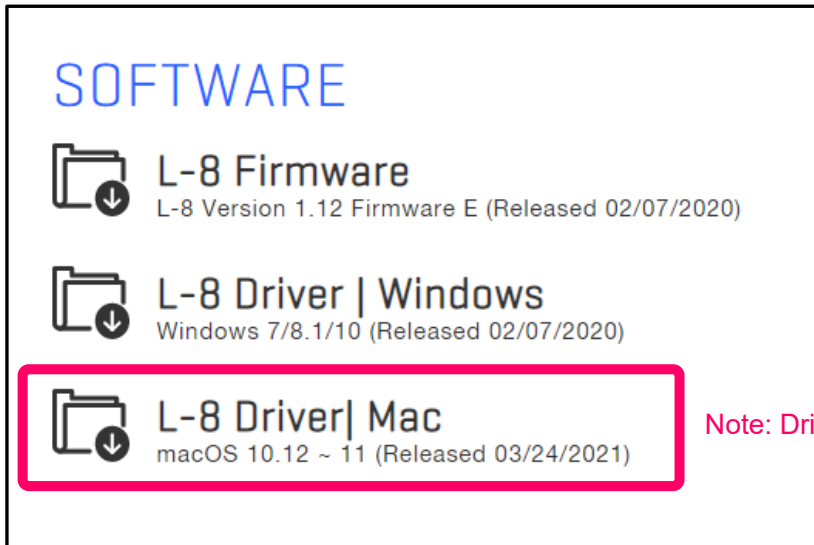 SOFTWARE
L-8 Firmware
L-8 Version 1.12 Firmware E (Released 02/07/2020)
L-8 Driver | Windows
Windows 7/8.1/10 (Released 02/07/2020)
L-8 Driver| Mac
macOS 10.12 ~ 11 (Released 03/24/2021)
Note: